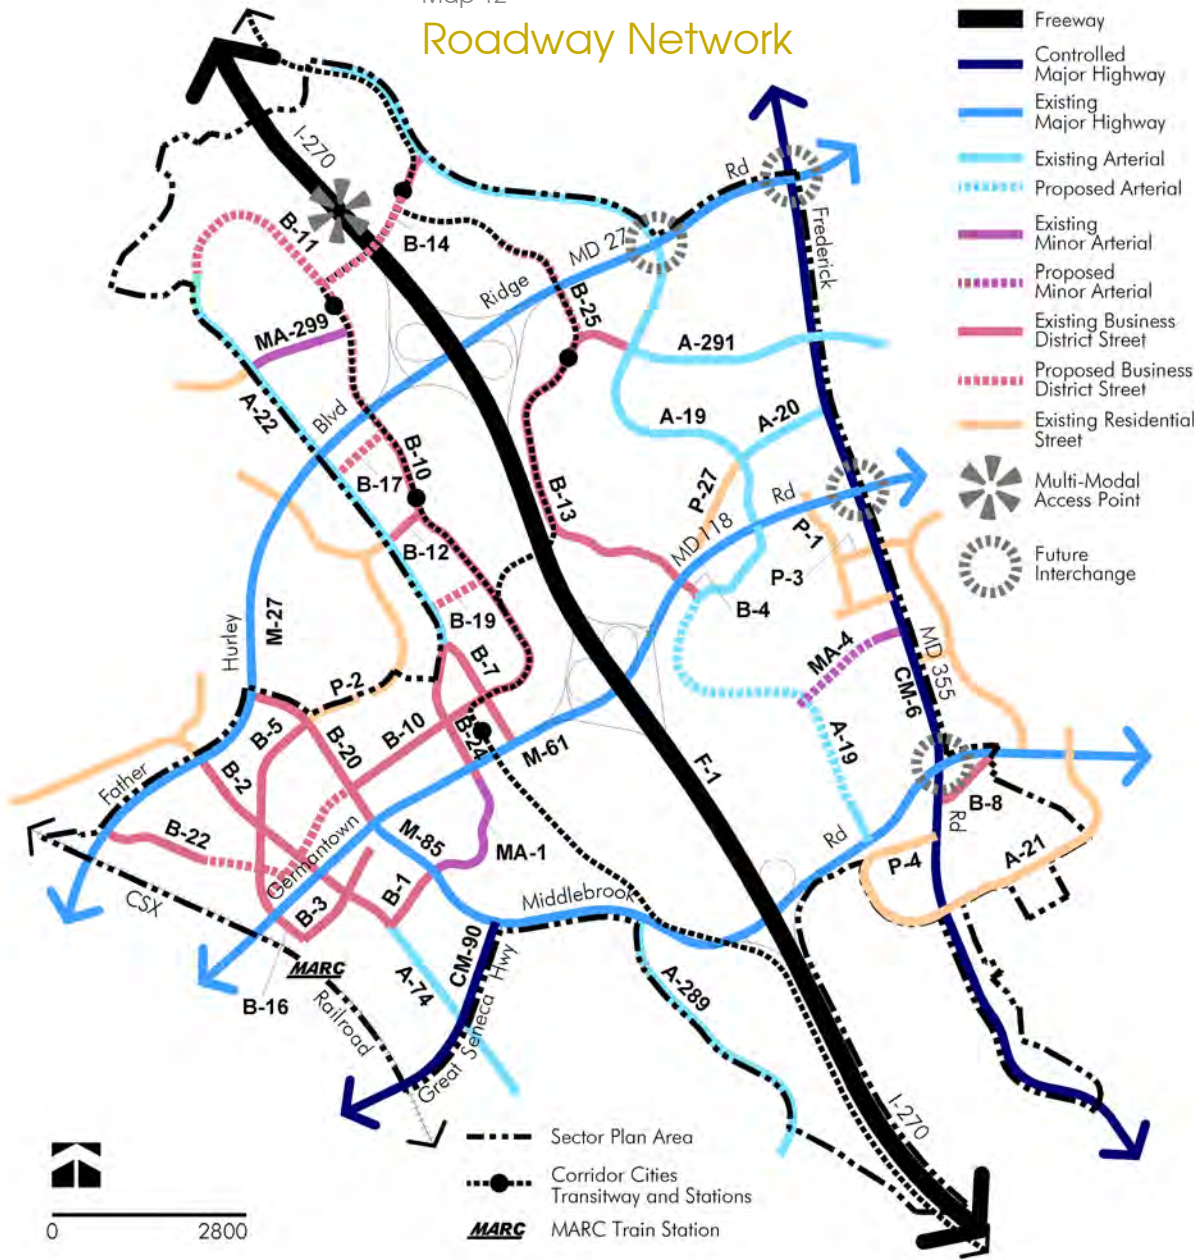 Map 12
Roadway Network
Freeway
Controlled
Major Highway
Existing
Major Highway
Existing Arterial
Proposed Arterial
Existing
Minor Arterial
Proposed
Minor Arterial
Existing Business
District Street
Proposed Business
District Street
Existing Residential
Street
Multi-Modal
Access Point
Future
Interchange
I-270
Rd
B-11
B-14
MD 27
Frederick
Ridge
B-25
MA-299
A-291
A-22
Blvd
A-19
A-20
B-10
B-17
P-27
Rd
B-13
MD 118
P-1
B-12
P-3
B-4
B-19
M-27
Hurley
MA-4
MD 355
B-7
P-2
CM-6
B-5
B-20
B-10
B-24
M-61
A-19
F-1
Father
B-2
B-8
Rd
B-22
M-85
MA-1
Rd
A-21
P-4
Germantown
CSX
B-3
B-1
Middlebrook
CM-90
Hwy
MARC
A-74
A-289
B-16
Railroad
Seneca
Great
I-270
Sector Plan Area
Corridor Cities
Transitway and Stations
MARC
MARC Train Station
0
2800